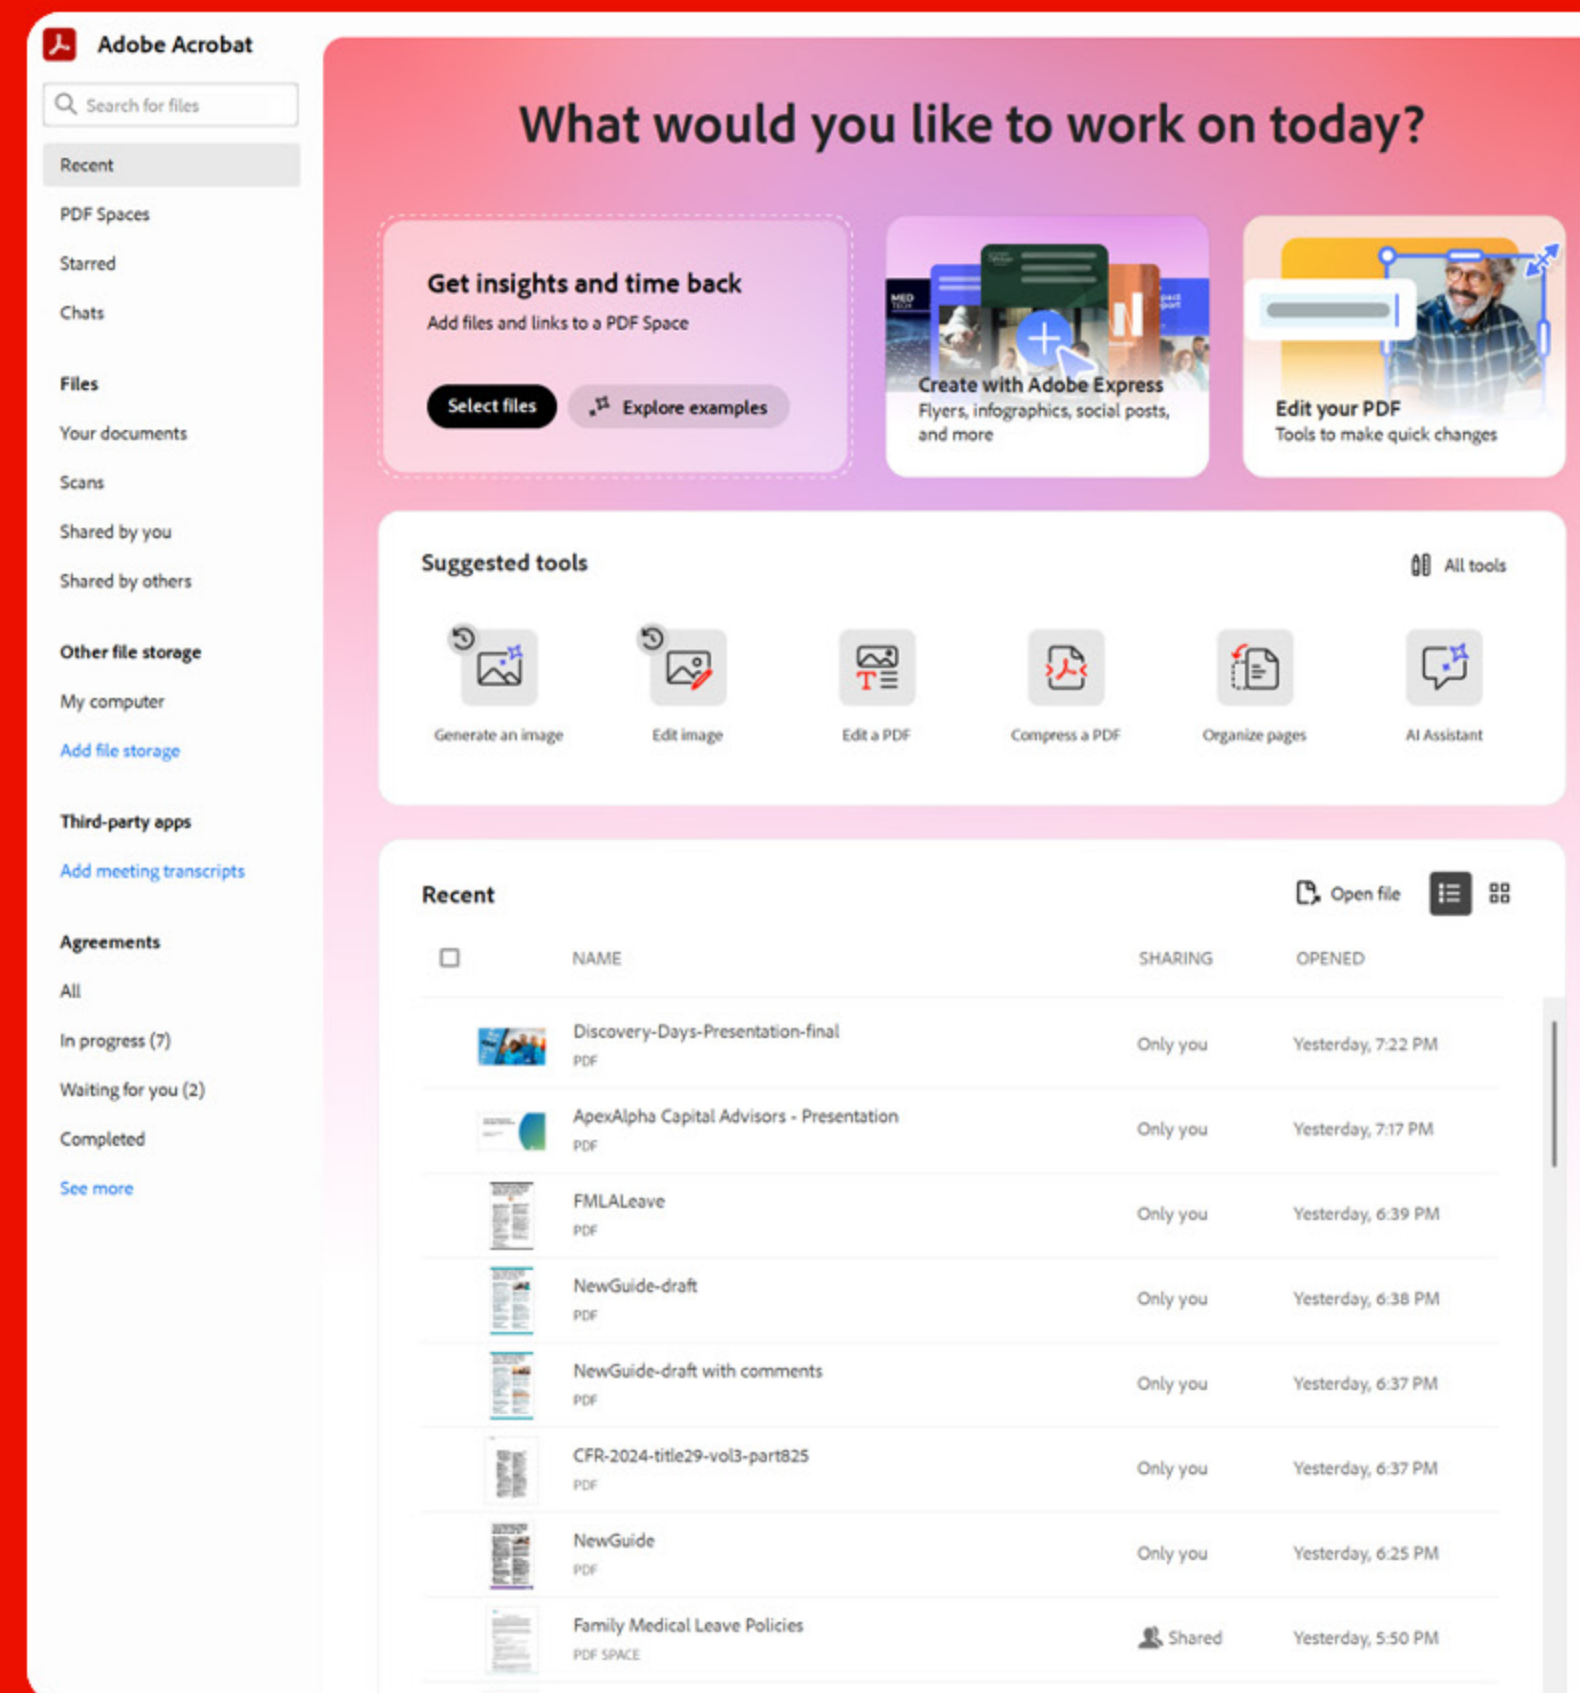 Adobe Acrobat
Search for files
Recent
PDF Spaces
Starred
Chats
Files
Your documents
Scans
Shared by you
Shared by others
Other file storage
My computer
Add file storage
Third-party apps
Add meeting transcripts
Agreements
All
In progress (7)
Waiting for you (2)
Completed
See more
What would you like to work on today?
Get insights and time back
Add files and links to a PDF Space
Select files
Explore examples
MED
TECH
Create with Adobe Express
Flyers, infographics, social posts,
and more
Edit your PDF
Tools to make quick changes
Suggested tools
All tools
Generate an image
Edit image
Edit a PDF
Compress a PDF
Organize pages
AI Assistant
Recent
Open file
NAME SHARING OPENED
Discovery-Days-Presentation-final
PDF
Only you Yesterday, 7:22 PM
ApexAlpha Capital Advisors - Presentation
PDF
Only you Yesterday, 7:17 PM
FMLALeave
PDF
Only you Yesterday, 6:39 PM
NewGuide-draft
PDF
Only you Yesterday, 6:38 PM
NewGuide-draft with comments
PDF
Only you Yesterday, 6:37 PM
CFR-2024-title29-vol3-part825
PDF
Only you Yesterday, 6:37 PM
NewGuide
PDF
Only you Yesterday, 6:25 PM
Family Medical Leave Policies
PDF SPACE
Shared Yesterday, 5:50 PM